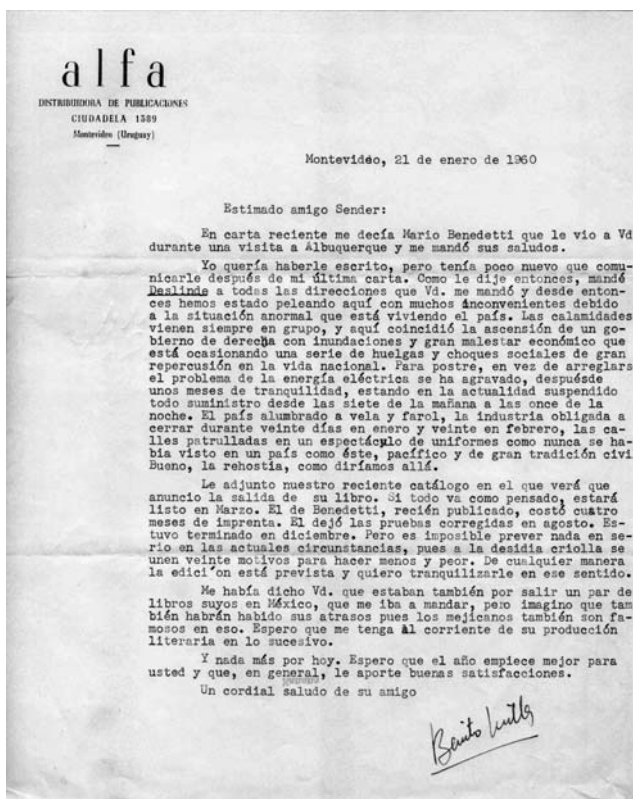 alfa
DISTRIBUIDORA DE PUBLICACIONES
CIUDADELA 1389
Montevideo (Uruguay)
Montevidéo, 21 de enero de 1960
Estimado amigo Sender:
En carta reciente me decía Mario Benedetti que le vio a Vd
durante una visita a Albuquerque y me mandó sus saludos.
Yo quería haberle escrito, pero tenía poco nuevo que comu-
nicarle después de mi última carta. Como le dije entonces, mandé
Deslinde a todas las direcciones que Vd. me mandó y desde enton-
ces hemos estado peleando aquí con muchos inconvenientes debido
a la situación anormal que está viviendo el país. Las calamidades
vienen siempre en grupo, y aquí coincidió la ascensión de un go-
bierno de derecha con inundaciones y gran malestar económico que
está ocasionando una serie de huelgas y choques sociales de gran
repercusión en la vida nacional. Para postre, en vez de arreglars
el problema de la energía eléctrica se ha agravado, despuésde
unos meses de tranquilidad, estando en la actualidad suspendido
todo suministro desde las siete de la mañana a las once de la
noche. El país alumbrado a vela y farol, la industria obligada a
cerrar durante veinte días en enero y veinte en febrero, las ca-
lles patrulladas en un espectáculo de uniformes como nunca se ha-
bia visto en un país como éste, pacífico y de gran tradición civi
Bueno, la rehostia, como diríamos allá.
Le adjunto nuestro reciente catálogo en el que verá que
anuncio la salida de su libro. Si todo va como pensado, estará
listo en Marzo. El de Benedetti, recién publicado, costó cuatro
meses de imprenta. El dejó las pruebas corregidas en agosto. Es-
tuvo terminado en diciembre. Pero es imposible prever nada en se-
rio en las actuales circunstancias, pues a la desidia criolla se
unen veinte motivos para hacer menos y peor. De cualquier manera
la edici'on está prevista y quiero tranquilizarle en ese sentido.
Me había dicho Vd. que estaban también por salir un par de
libros suyos en México, que me iba a mandar, pero imagino que tam
bién habrán habido sus atrasos pues los mejicanos también son fa-
mosos en eso. Espero que me tenga al corriente de su producción
literaria en lo sucesivo.
Y nada más por hoy. Espero que el año empiece mejor para
usted y que, en general, le aporte buenas satisfacciones.
Un cordial saludo de su amigo
Benito Milla